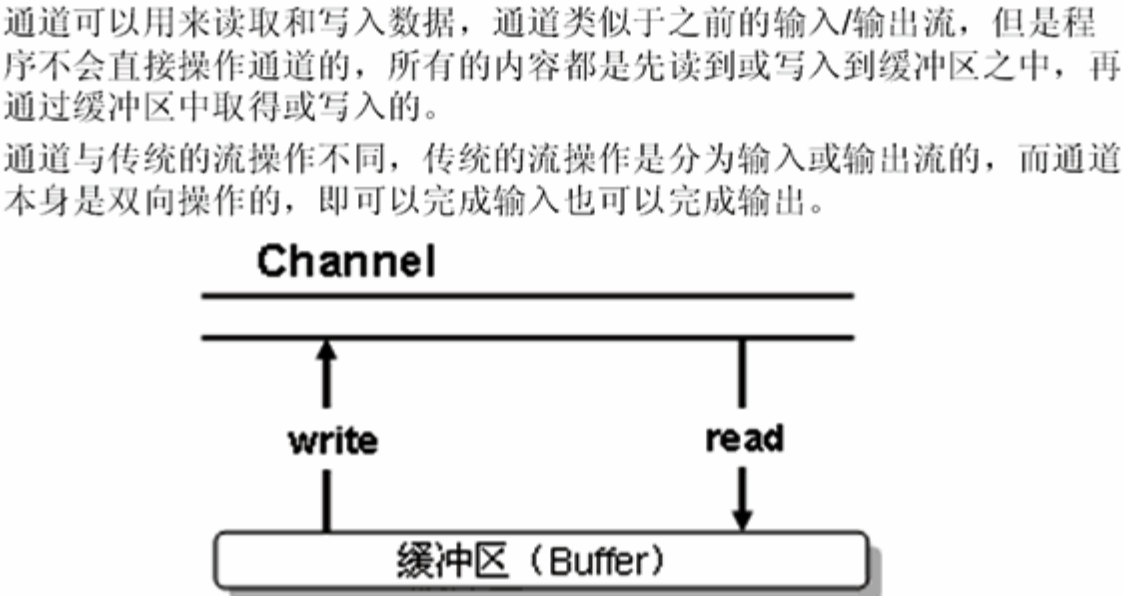 通道可以用来读取和写入数据，通道类似于之前的输入/输出流，但是程
序不会直接操作通道的，所有的内容都是先读到或写入到缓冲区之中，再
通过缓冲区中取得或写入的。
通道与传统的流操作不同，传统的流操作是分为输入或输出流的，而通道
本身是双向操作的，即可以完成输入也可以完成输出。
Channel
write
read
缓冲区（Buffer）